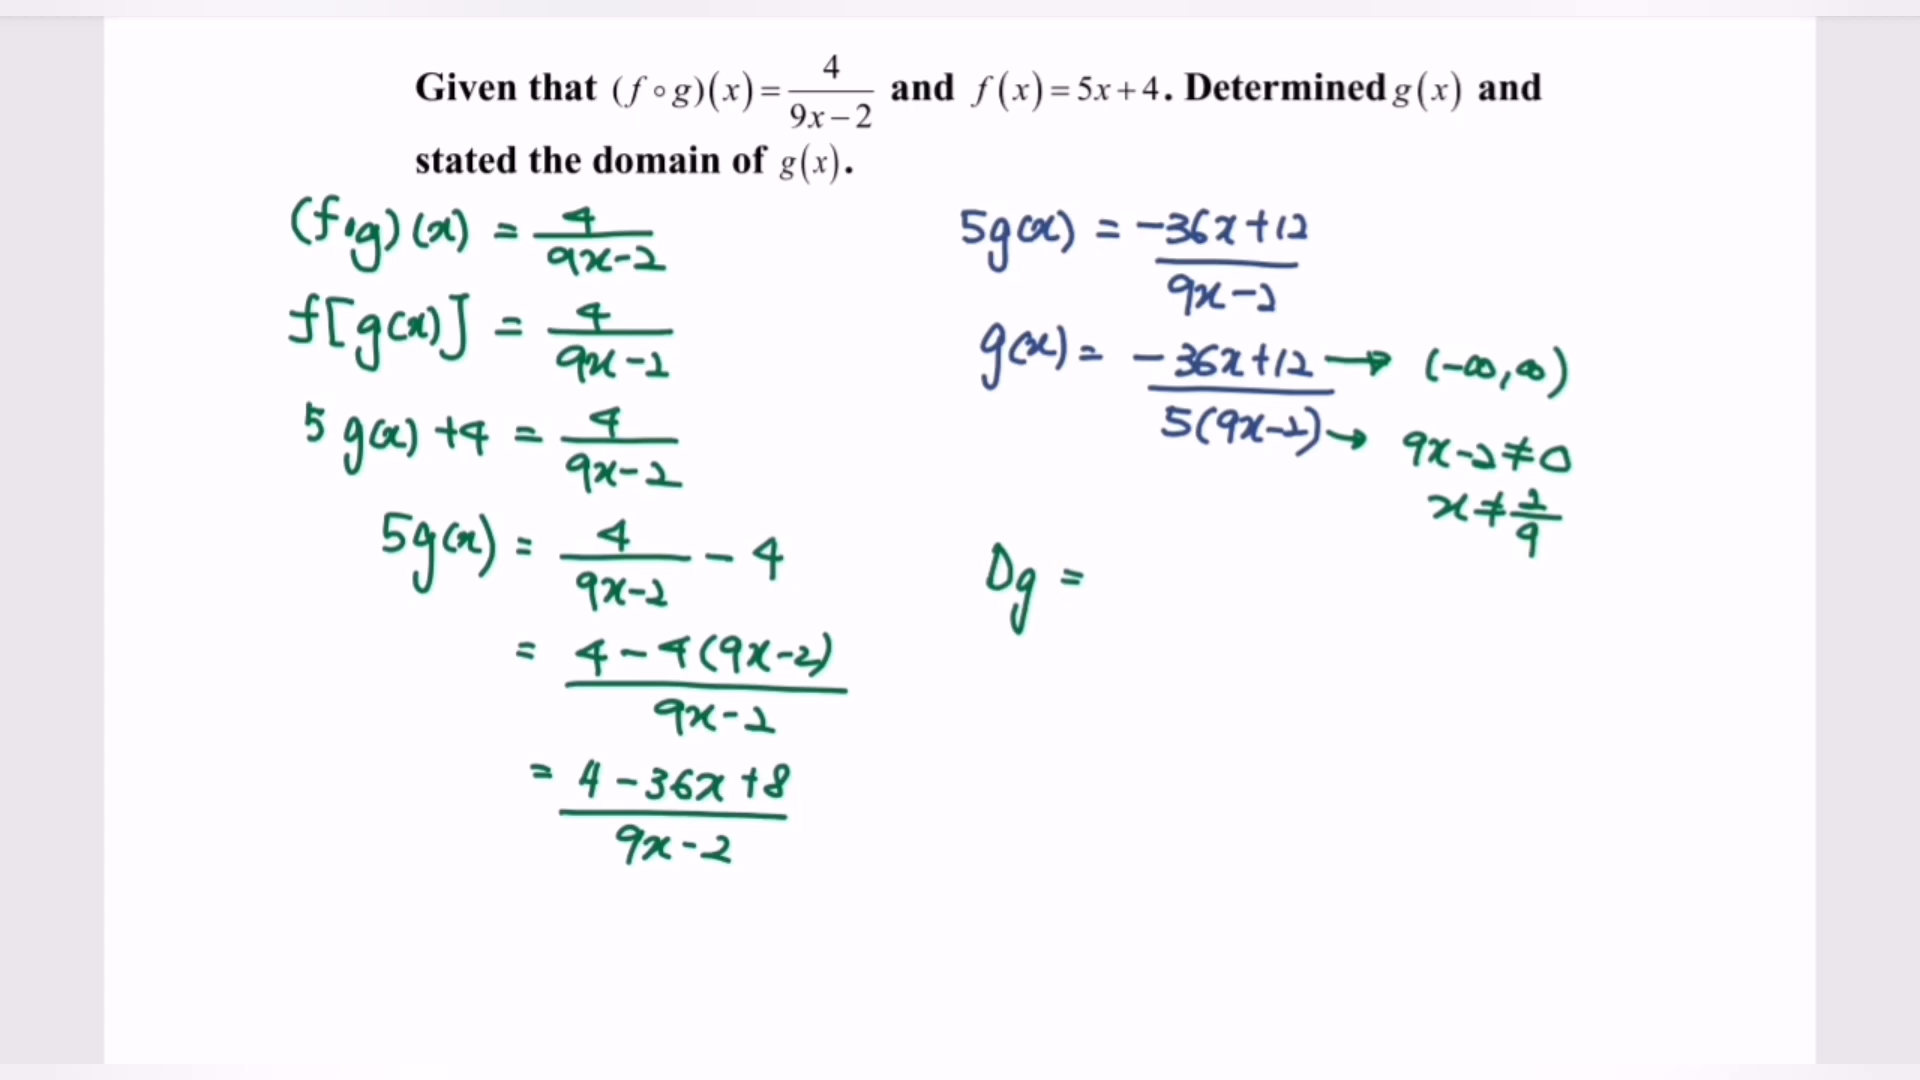 Given that (f∘g)(x) = 4/(9x − 2) and f(x) = 5x + 4. Determined g(x) and
stated the domain of g(x).
(f∘g)(x) = 4/(9x-2)
f[g(x)] = 4/(9x-2)
5g(x) + 4 = 4/(9x-2)
5g(x) = 4/(9x-2) - 4
= (4 - 4(9x-2))/(9x-2)
= (4 - 36x + 8)/(9x-2)
5g(x) = (-36x+12)/(9x-2)
g(x) = (-36x+12)/(5(9x-2))
→ (-∞,∞)
→ 9x-2≠0
x≠2/9
Dg =